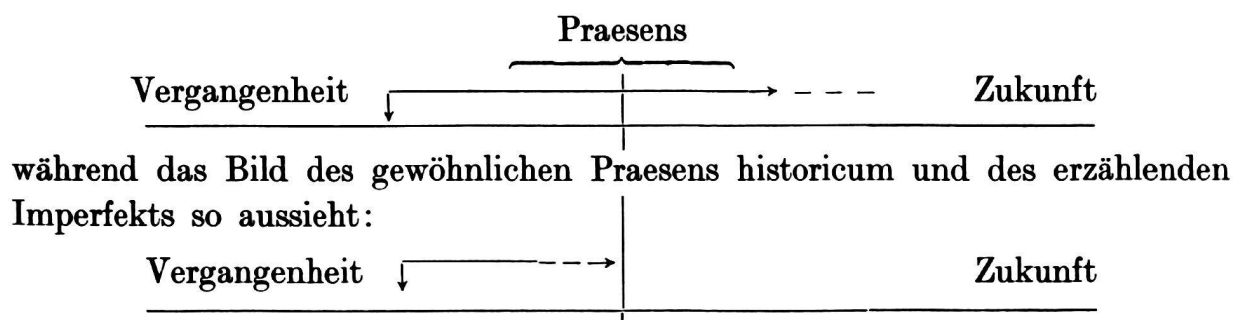 Praesens
Vergangenheit Zukunft
während das Bild des gewöhnlichen Praesens historicum und des erzählenden
Imperfekts so aussieht:
Vergangenheit Zukunft